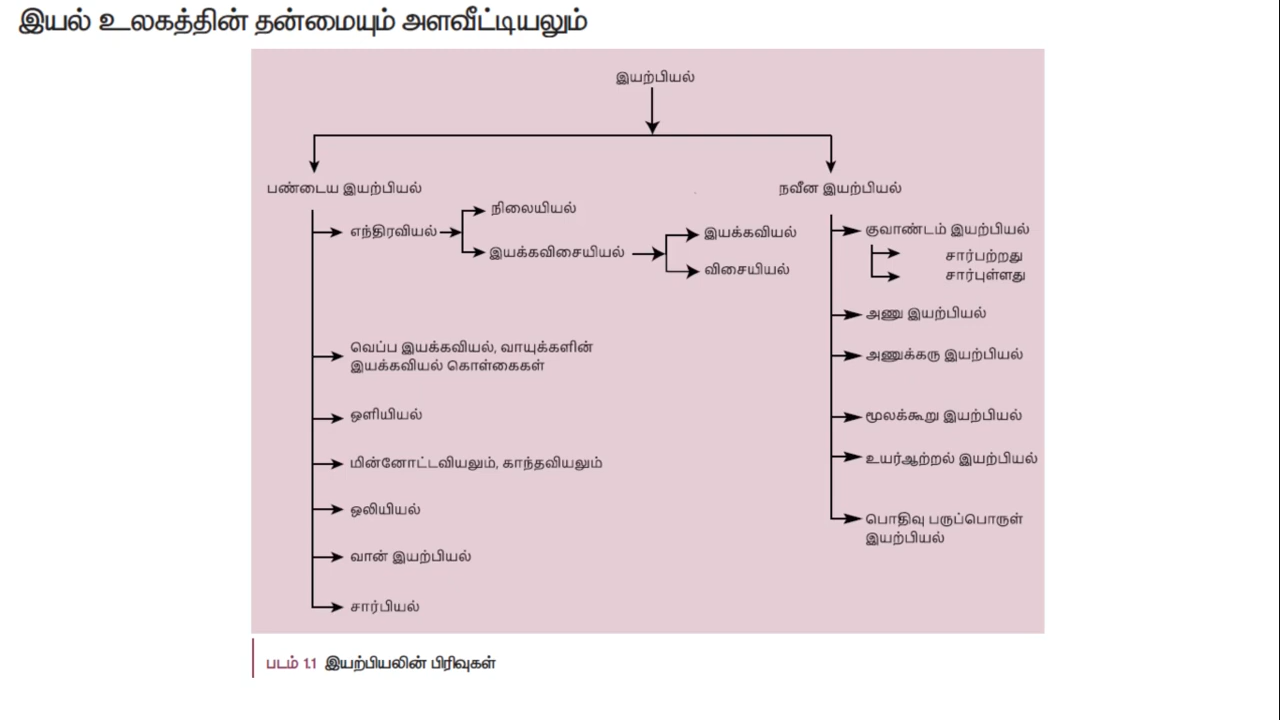 இயல் உலகத்தின் தன்மையும் அளவீட்டியலும்
இயற்பியல்
பண்டைய இயற்பியல்
எந்திரவியல்
நிலையியல்
இயக்கவிசையியல்
இயக்கவியல்
விசையியல்
வெப்ப இயக்கவியல், வாயுக்களின்
இயக்கவியல் கொள்கைகள்
ஒளியியல்
மின்னோட்டவியலும், காந்தவியலும்
ஒலியியல்
வான் இயற்பியல்
சார்பியல்
நவீன இயற்பியல்
குவாண்டம் இயற்பியல்
சார்பற்றது
சார்புள்ளது
அணு இயற்பியல்
அணுக்கரு இயற்பியல்
மூலக்கூறு இயற்பியல்
உயர்ஆற்றல் இயற்பியல்
பொதிவு பருப்பொருள்
இயற்பியல்
படம் 1.1 இயற்பியலின் பிரிவுகள்